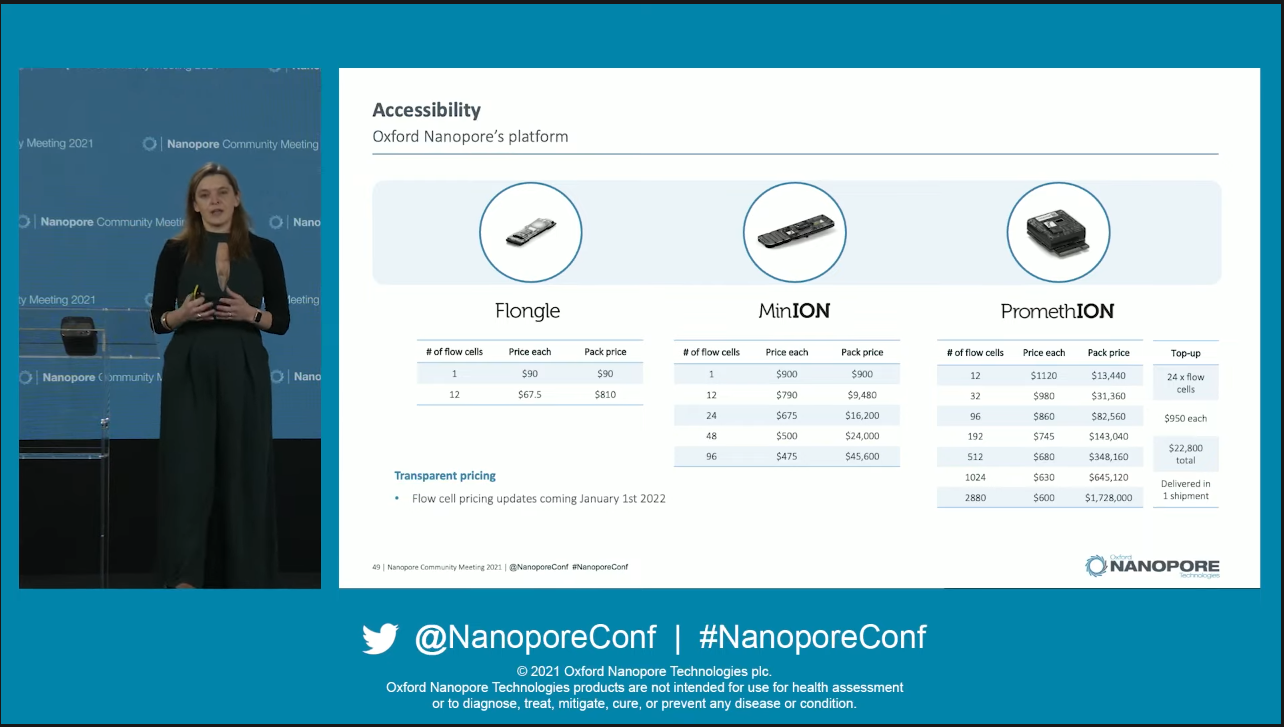 y Meeting 2021
Nanopore Community Meeting
Nanopore Community Meetin
Nano
ty Meeting 2021
Meeting
Nanopore Community M
Nano
Accessibility
Oxford Nanopore's platform
Flongle
MinION
PromethION
# of flow cells Price each Pack price
1 $90 $90
12 $67.5 $810
# of flow cells Price each Pack price
1 $900 $900
12 $790 $9,480
24 $675 $16,200
48 $500 $24,000
96 $475 $45,600
# of flow cells Price each Pack price
12 $1120 $13,440
32 $980 $31,360
96 $860 $82,560
192 $745 $143,040
512 $680 $348,160
1024 $630 $645,120
2880 $600 $1,728,000
Top-up
24 x flow
cells
$950 each
$22,800
total
Delivered in
1 shipment
Transparent pricing
• Flow cell pricing updates coming January 1st 2022
49 | Nanopore Community Meeting 2021 | @NanoporeConf #NanoporeConf
Oxford
NANOPORE
Technologies
@NanoporeConf | #NanoporeConf
© 2021 Oxford Nanopore Technologies plc.
Oxford Nanopore Technologies products are not intended for use for health assessment
or to diagnose, treat, mitigate, cure, or prevent any disease or condition.